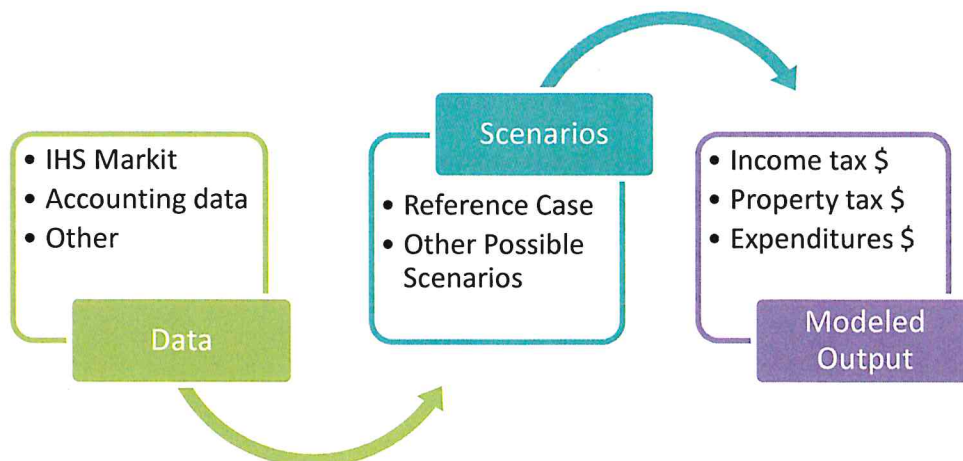 • IHS Markit
• Accounting data
• Other
Data
Scenarios
• Reference Case
• Other Possible
Scenarios
• Income tax $
• Property tax $
• Expenditures $
Modeled
Output